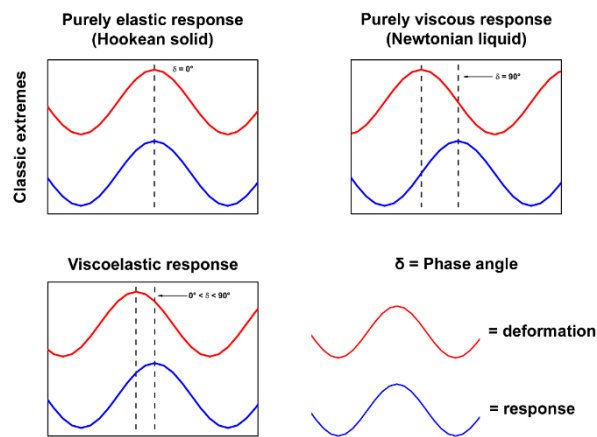 Purely elastic response
(Hookean solid)
Purely viscous response
(Newtonian liquid)
Classic extremes
δ = 0°
δ = 90°
Viscoelastic response
δ = Phase angle
0° < δ < 90°
= deformation
= response